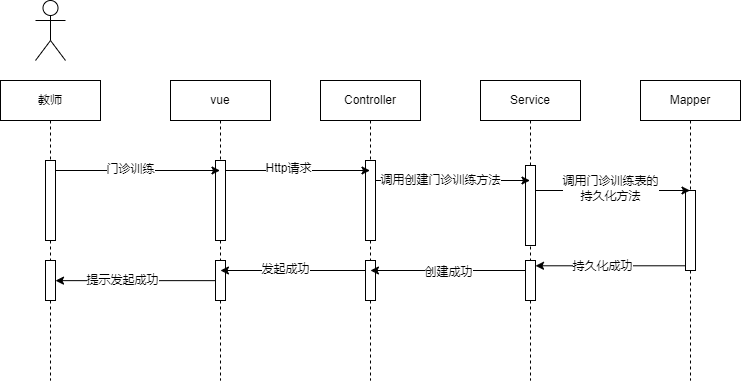 教师
vue
Controller
Service
Mapper
门诊训练
Http请求
调用创建门诊训练方法
调用门诊训练表的
持久化方法
提示发起成功
发起成功
创建成功
持久化成功